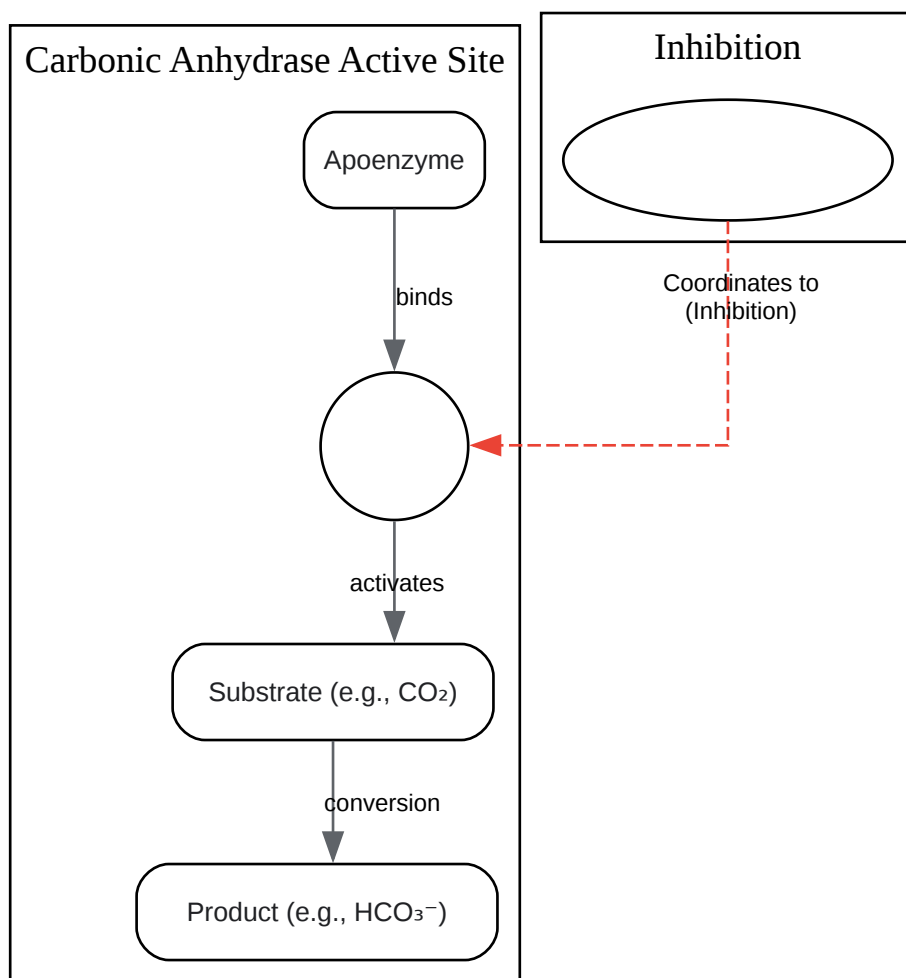 Carbonic Anhydrase Active Site
Inhibition
Apoenzyme
Coordinates to
(Inhibition)
binds
activates
Substrate (e.g., CO₂)
conversion
Product (e.g., HCO₃⁻)